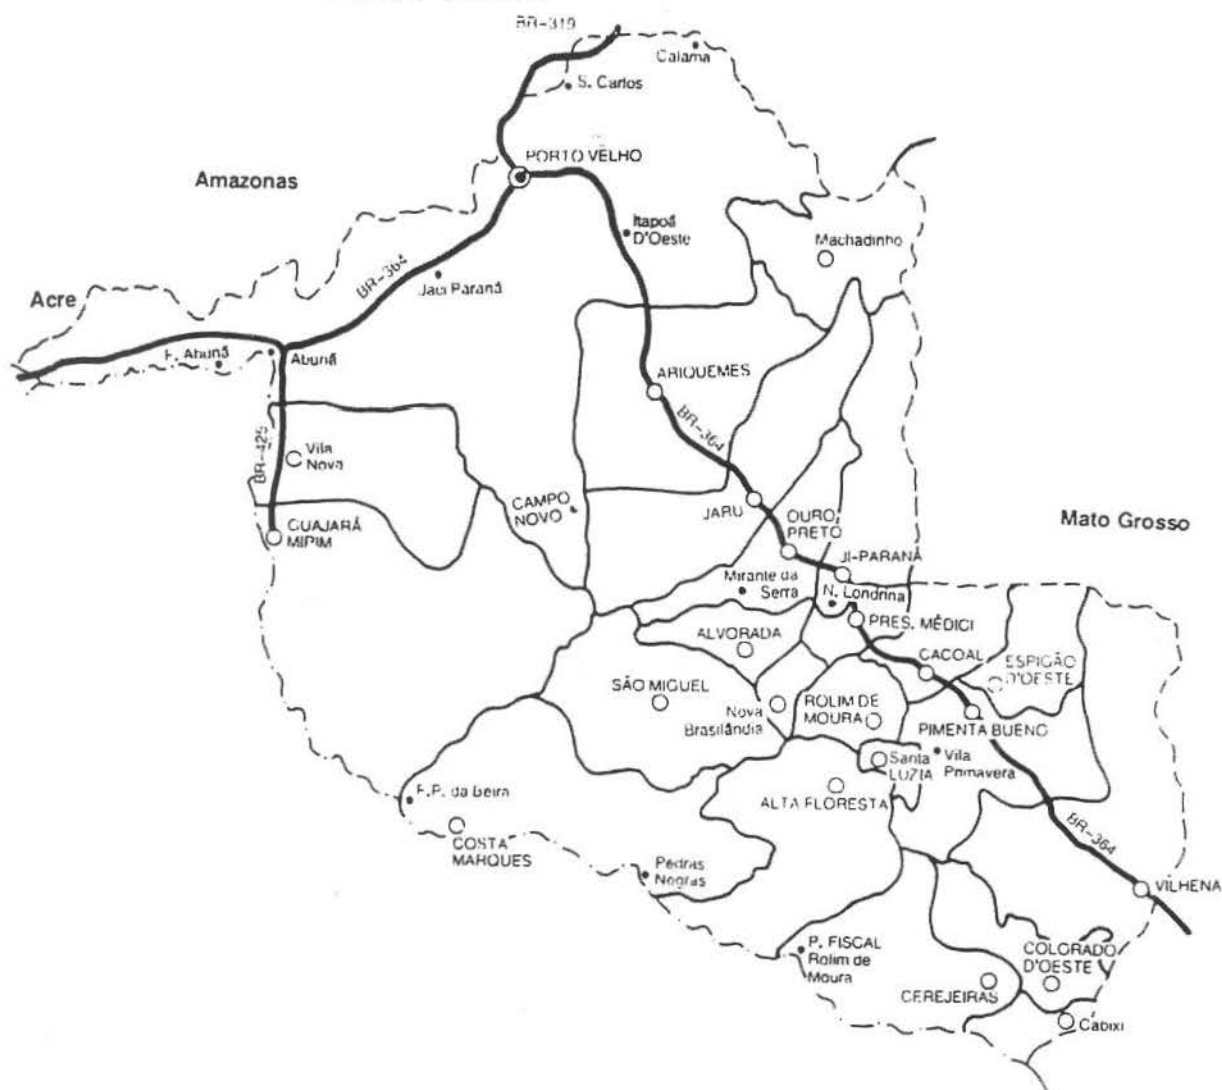 BR-319
Calama
S. Carlos
PORTO VELHO
Amazonas
Itapoã
D'Oeste
Machadinho
BR-364
Jaci Paraná
Acre
F. Abunã
Abunã
ARIQUEMES
BR-364
BR-425
Vila
Nova
CAMPO
NOVO
JARU
OURO
PRETO
Mato Grosso
GUAJARÁ
MIPIM
JI-PARANÁ
Mirante da
Serra
N. Londrina
PRES. MÉDICI
ALVORADA
CACOAL
ESPIGÃO
D'OESTE
SÃO MIGUEL
Nova
Brasilândia
ROLIM DE
MOURA
PIMENTA BUENO
Santa
LUZIA
Vila
Primavera
F.P. da Beira
ALTA FLORESTA
COSTA
MARQUES
BR-364
Pedras
Negras
VILHENA
P. FISCAL
Rolim de
Moura
COLORADO
D'OESTE
CEREJEIRAS
Cabixi